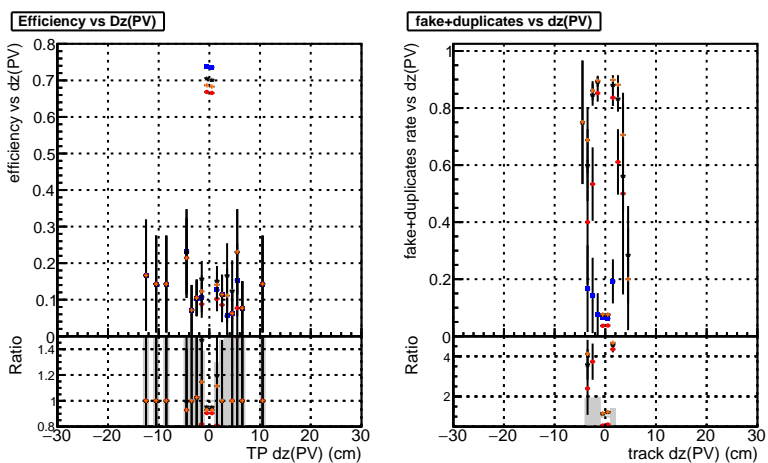 Efficiency vs Dz(PV)
efficiency vs dz(PV)
0.8
0.7
0.6
0.5
0.4
0.3
0.2
0.1
0
Ratio
1.4
1.2
1
0.8
−30 −20 −10 0 10 20 30
TP dz(PV) (cm)
fake+duplicates vs dz(PV)
fake+duplicates rate vs dz(PV)
1
0.8
0.6
0.4
0.2
0
Ratio
4
2
−30 −20 −10 0 10 20 30
track dz(PV) (cm)